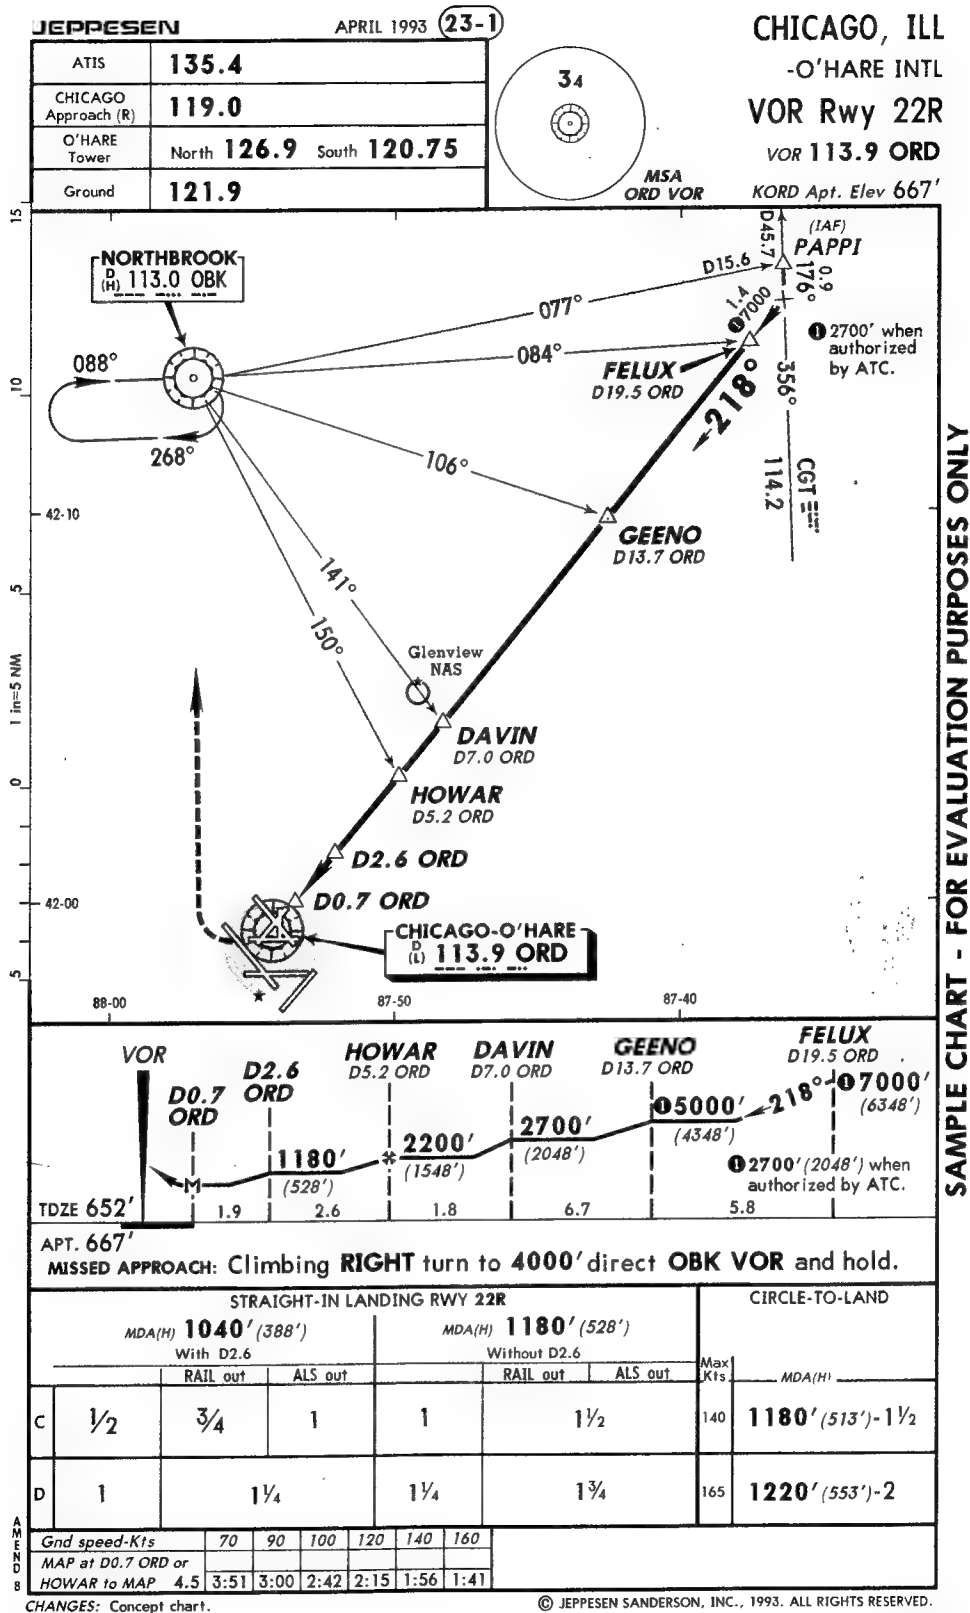 JEPPESEN APRIL 1993 23-1
CHICAGO, ILL
-O'HARE INTL
VOR Rwy 22R
VOR 113.9 ORD
KORD Apt. Elev 667'
ATIS 135.4
CHICAGO Approach (R) 119.0
O'HARE Tower North 126.9 South 120.75
Ground 121.9
34
MSA
ORD VOR
15
NORTHBROOK
D (H) 113.0 OBK
D45.7
(IAF)
PAPPI
D15.6
0.9
176°
077°
1.4
1 7000
1 2700' when
authorized
by ATC.
088°
084°
FELUX
D19.5 ORD
218°
356°
10
268°
106°
CGT
114.2
42-10
GEENO
D13.7 ORD
141°
5
150°
Glenview
NAS
1 in=5 NM
DAVIN
D7.0 ORD
0
HOWAR
D5.2 ORD
D2.6 ORD
D0.7 ORD
42-00
CHICAGO-O'HARE
D (L) 113.9 ORD
5
88-00 87-50 87-40
SAMPLE CHART - FOR EVALUATION PURPOSES ONLY
VOR
D0.7
ORD
D2.6
ORD
HOWAR
D5.2 ORD
DAVIN
D7.0 ORD
GEENO
D13.7 ORD
FELUX
D19.5 ORD
218°
1 7000'
(6348')
1 5000'
(4348')
2700'
(2048')
2200'
(1548')
1180'
(528')
M
1 2700' (2048') when
authorized by ATC.
TDZE 652' 1.9 2.6 1.8 6.7 5.8
APT. 667'
MISSED APPROACH: Climbing RIGHT turn to 4000' direct OBK VOR and hold.
STRAIGHT-IN LANDING RWY 22R CIRCLE-TO-LAND
MDA(H) 1040' (388') MDA(H) 1180' (528')
With D2.6 Without D2.6
RAIL out ALS out RAIL out ALS out Max Kts MDA(H)
C 1/2 3/4 1 1 1 1/2 140 1180' (513')-1 1/2
D 1 1 1/4 1 1/4 1 3/4 165 1220' (553')-2
AMEND 8
Gnd speed-Kts 70 90 100 120 140 160
MAP at D0.7 ORD or
HOWAR to MAP 4.5 3:51 3:00 2:42 2:15 1:56 1:41
CHANGES: Concept chart.
© JEPPESEN SANDERSON, INC., 1993. ALL RIGHTS RESERVED.